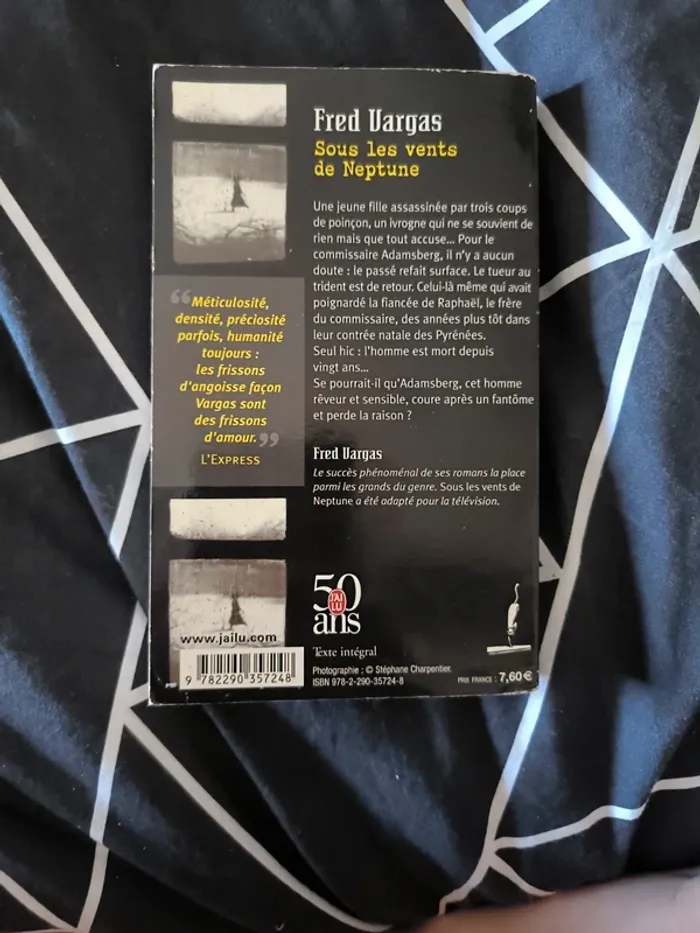 Fred Vargas
Sous les vents
de Neptune
Une jeune fille assassinée par trois coups
de poinçon, un ivrogne qui ne se souvient de
rien mais que tout accuse... Pour le
commissaire Adamsberg, il n'y a aucun
doute : le passé refait surface. Le tueur au
trident est de retour. Celui-là même qui avait
poignardé la fiancée de Raphaël, le frère
du commissaire, des années plus tôt dans
leur contrée natale des Pyrénées.
Seul hic : l'homme est mort depuis
vingt ans...
Se pourrait-il qu'Adamsberg, cet homme
rêveur et sensible, coure après un fantôme
et perde la raison ?
“ Méticulosité,
densité, préciosité
parfois, humanité
toujours :
les frissons
d'angoisse façon
Vargas sont
des frissons
d'amour. ”
L'EXPRESS
Fred Vargas
Le succès phénoménal de ses romans la place
parmi les grands du genre. Sous les vents de
Neptune a été adapté pour la télévision.
50
J'AI
LU
ans
Texte intégral
www.jailu.com
9 782290 357248
Photographie : © Stéphane Charpentier.
ISBN 978-2-290-35724-8
PRIX FRANCE : 7,60 €